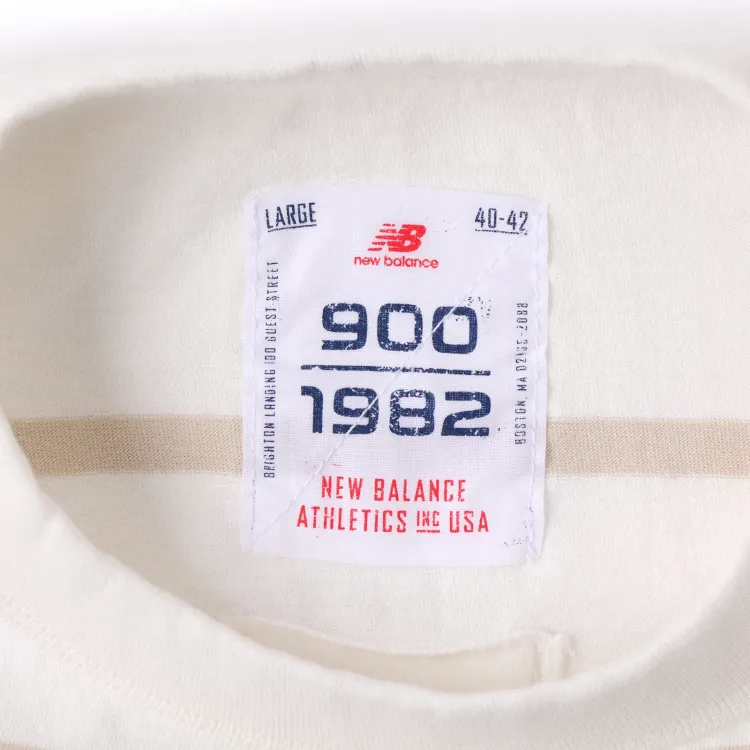 LARGE
40-42
NB
new balance
900
1982
NEW BALANCE
ATHLETICS INC USA
BRIGHTON LANDING 100 GUEST STREET
BOSTON, MA 02135-2088